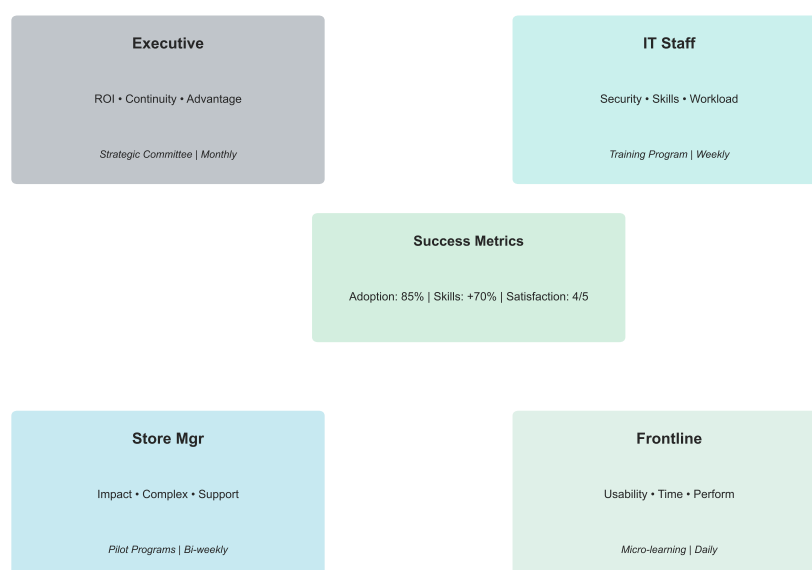 Executive
ROI • Continuity • Advantage
Strategic Committee | Monthly
IT Staff
Security • Skills • Workload
Training Program | Weekly
Success Metrics
Adoption: 85% | Skills: +70% | Satisfaction: 4/5
Store Mgr
Impact • Complex • Support
Pilot Programs | Bi-weekly
Frontline
Usability • Time • Perform
Micro-learning | Daily